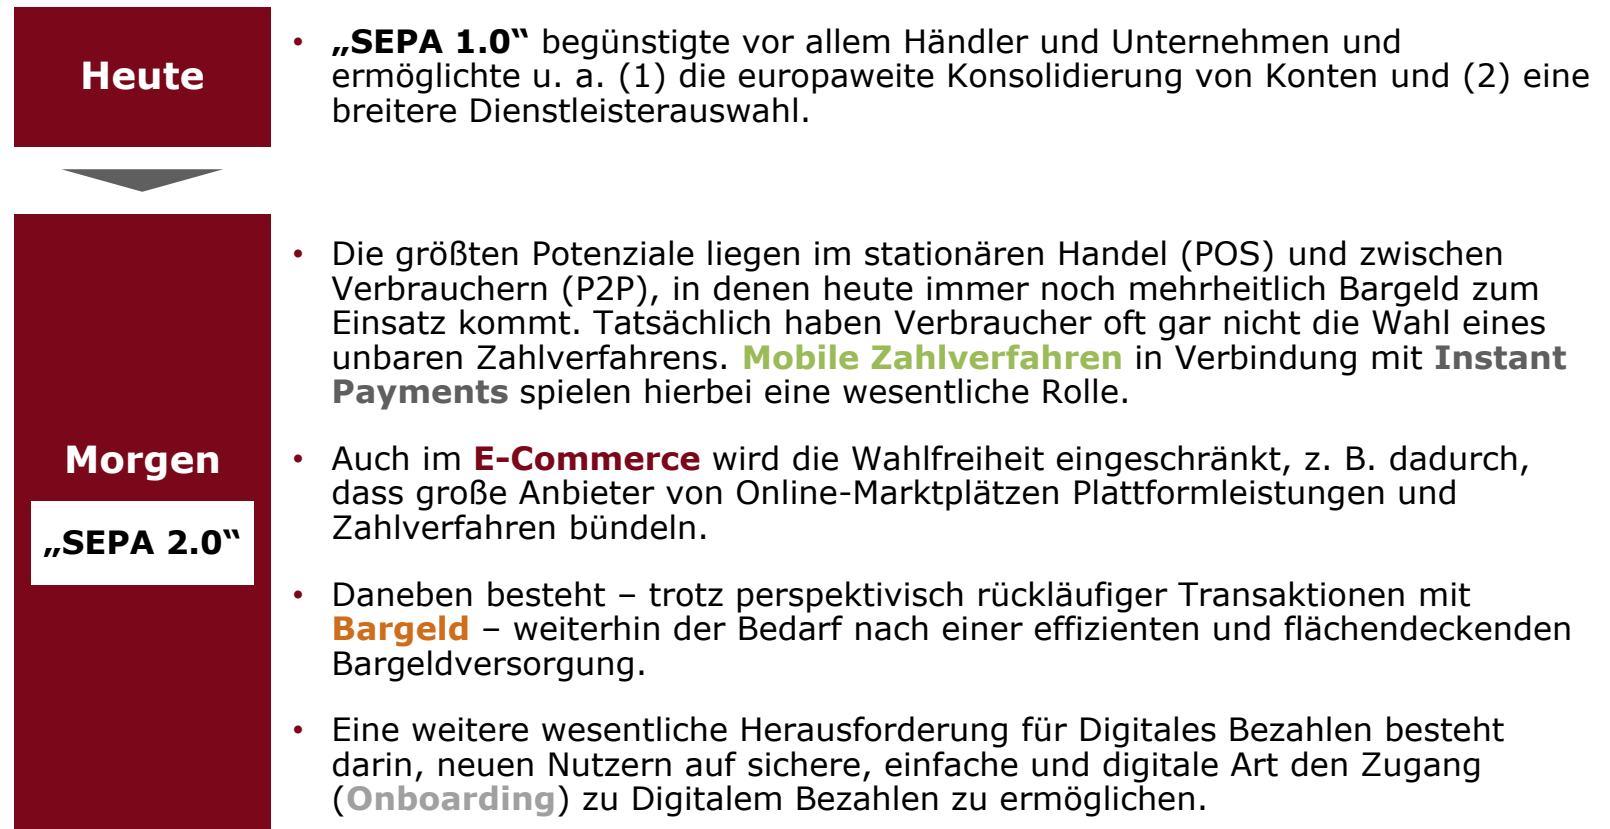 Heute
• „SEPA 1.0“ begünstigte vor allem Händler und Unternehmen und
ermöglichte u. a. (1) die europaweite Konsolidierung von Konten und (2) eine
breitere Dienstleisterauswahl.
Morgen
„SEPA 2.0“
• Die größten Potenziale liegen im stationären Handel (POS) und zwischen
Verbrauchern (P2P), in denen heute immer noch mehrheitlich Bargeld zum
Einsatz kommt. Tatsächlich haben Verbraucher oft gar nicht die Wahl eines
unbaren Zahlverfahrens. Mobile Zahlverfahren in Verbindung mit Instant
Payments spielen hierbei eine wesentliche Rolle.
• Auch im E-Commerce wird die Wahlfreiheit eingeschränkt, z. B. dadurch,
dass große Anbieter von Online-Marktplätzen Plattformleistungen und
Zahlverfahren bündeln.
• Daneben besteht – trotz perspektivisch rückläufiger Transaktionen mit
Bargeld – weiterhin der Bedarf nach einer effizienten und flächendeckenden
Bargeldversorgung.
• Eine weitere wesentliche Herausforderung für Digitales Bezahlen besteht
darin, neuen Nutzern auf sichere, einfache und digitale Art den Zugang
(Onboarding) zu Digitalem Bezahlen zu ermöglichen.